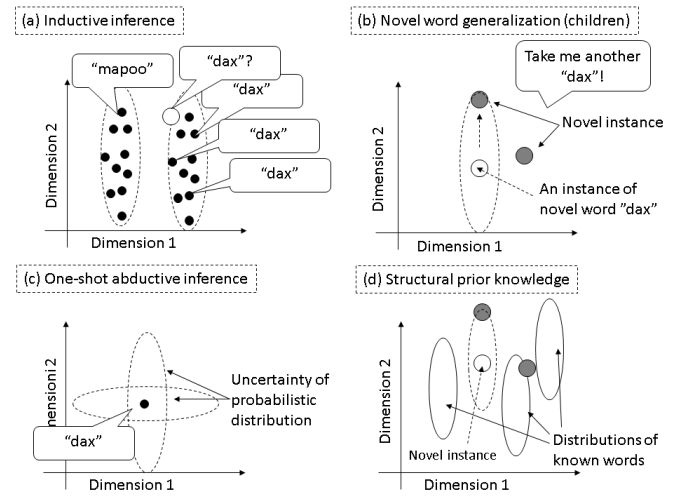 (a) Inductive inference
“mapoo”
“dax”?
“dax”
“dax”
“dax”
Dimension 2
Dimension 1
(b) Novel word generalization (children)
Take me another
“dax”!
Novel instance
An instance of
novel word ”dax”
Dimension 2
Dimension 1
(c) One-shot abductive inference
Uncertainty of
probabilistic
distribution
“dax”
mensioni 2
Dimension 1
(d) Structural prior knowledge
Dimension 2
Novel instance
Distributions of
known words
Dimension 1